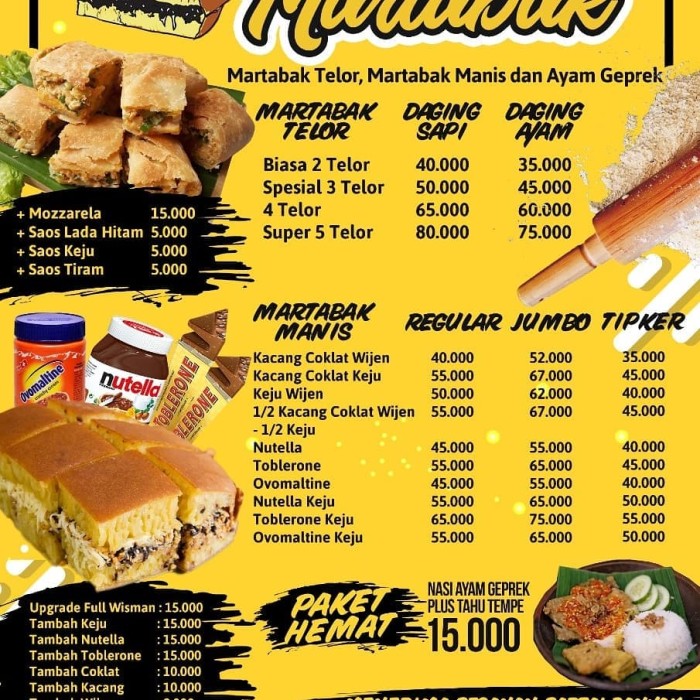 Martabak
Martabak Telor, Martabak Manis dan Ayam Geprek
MARTABAK TELOR DAGING SAPI DAGING AYAM
Biasa 2 Telor 40.000 35.000
Spesial 3 Telor 50.000 45.000
4 Telor 65.000 60.000
Super 5 Telor 80.000 75.000
+ Mozzarela 15.000
+ Saos Lada Hitam 5.000
+ Saos Keju 5.000
+ Saos Tiram 5.000
MARTABAK MANIS REGULAR JUMBO TIPKER
Kacang Coklat Wijen 40.000 52.000 35.000
Kacang Coklat Keju 55.000 67.000 45.000
Keju Wijen 50.000 62.000 40.000
1/2 Kacang Coklat Wijen 55.000 67.000 45.000
- 1/2 Keju
Nutella 45.000 55.000 40.000
Toblerone 55.000 65.000 45.000
Ovomaltine 45.000 55.000 40.000
Nutella Keju 55.000 65.000 50.000
Toblerone Keju 65.000 75.000 55.000
Ovomaltine Keju 55.000 65.000 50.000
Ovomaltine
nutella
TOBLERONE
TOBLERONE
Upgrade Full Wisman : 15.000
Tambah Keju : 15.000
Tambah Nutella : 15.000
Tambah Toblerone : 15.000
Tambah Coklat : 10.000
Tambah Kacang : 10.000
PAKET HEMAT
NASI AYAM GEPREK
PLUS TAHU TEMPE
15.000